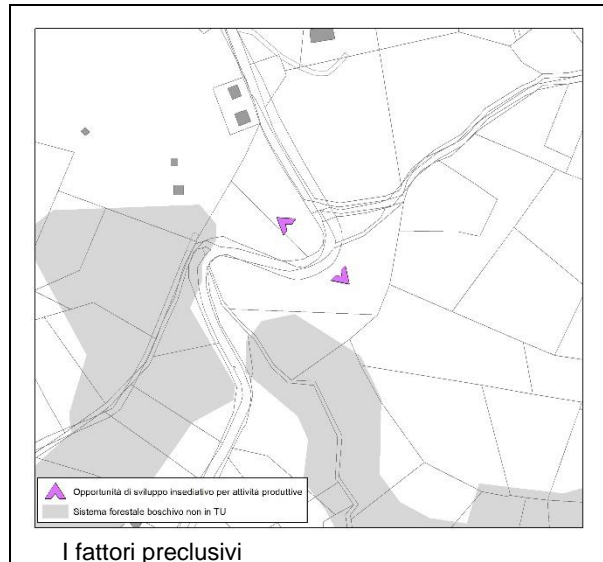 Opportunità di sviluppo insediativo per attività produttive
Sistema forestale boschivo non in TU
I fattori preclusivi